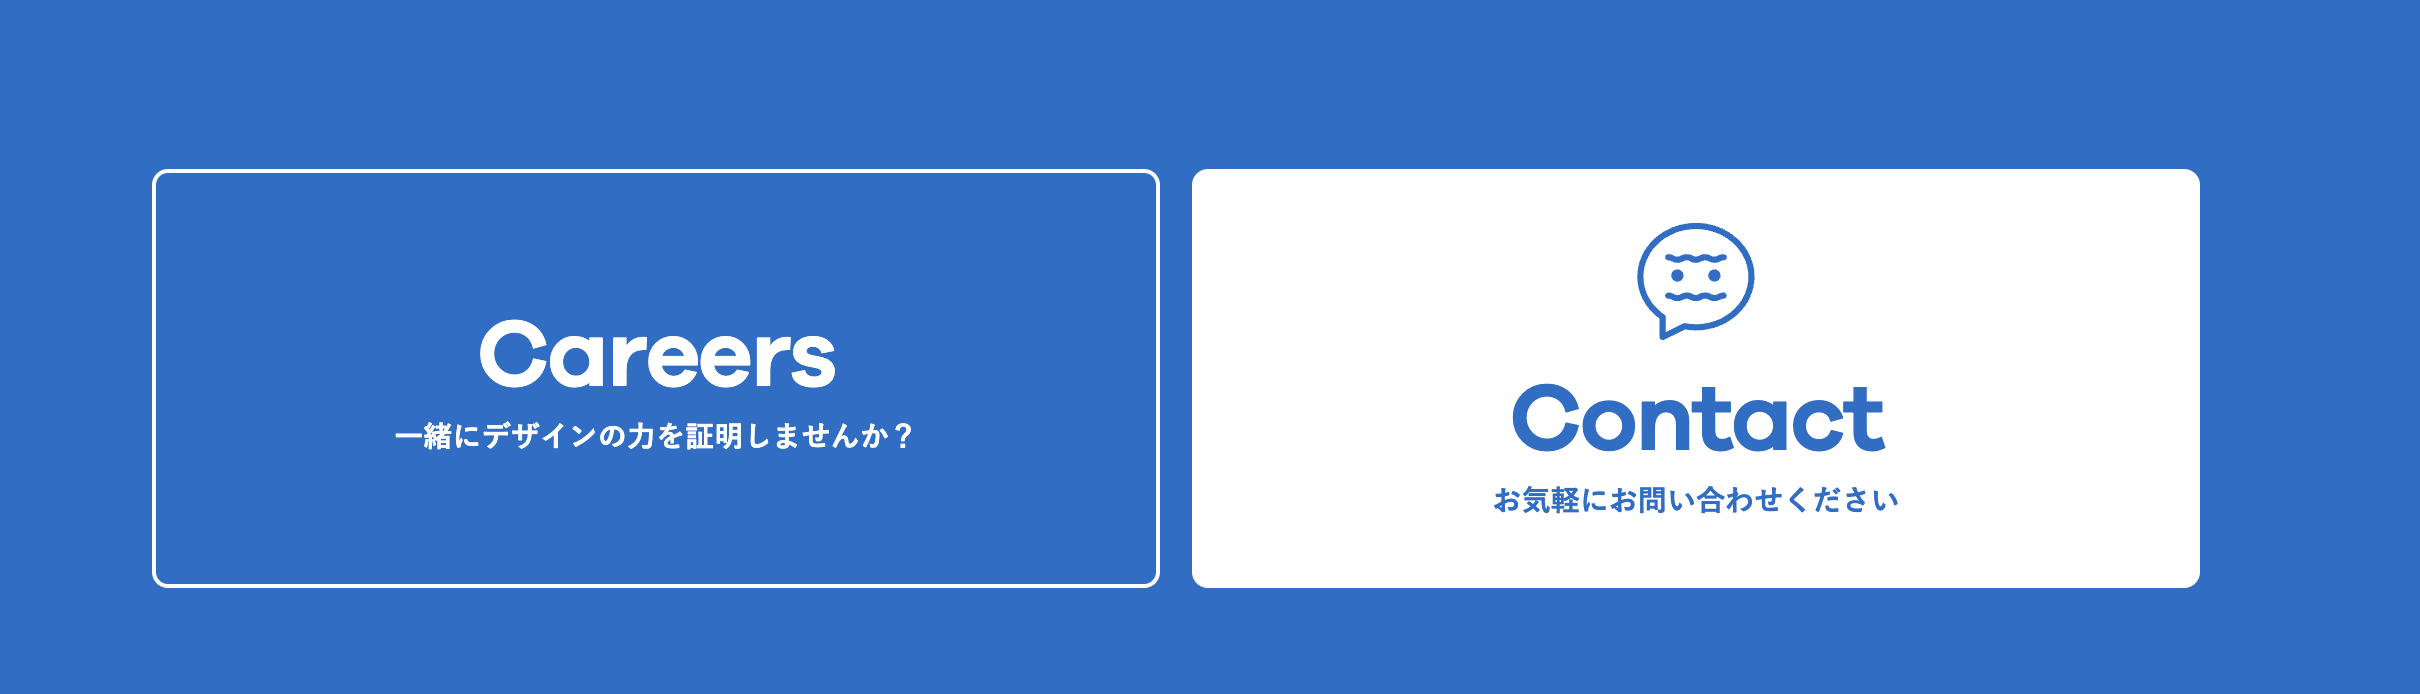 Careers
一緒にデザインの力を証明しませんか？
Contact
お気軽にお問い合わせください